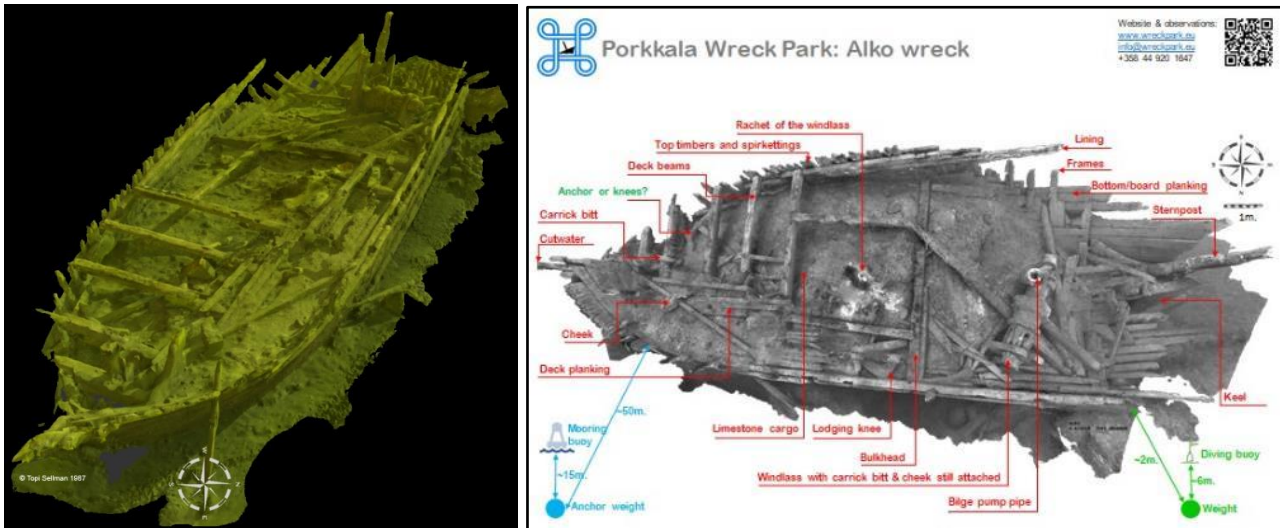 © Topi Sellman 1987
Porkkala Wreck Park: Alko wreck
Website & observations:
www.wreckpark.eu
info@wreckpark.eu
+358 44 920 1647
Rachet of the windlass
Top timbers and spirkettings
Deck beams
Anchor or knees?
Carrick bitt
Cutwater
Lining
Frames
Bottom/board planking
Sternpost
1m.
Cheek
Deck planking
~50m.
Mooring
buoy
~15m.
Anchor weight
Limestone cargo
Lodging knee
Bulkhead
Windlass with carrick bitt & cheek still attached
Bilge pump pipe
Keel
~2m.
Diving buoy
~6m.
Weight